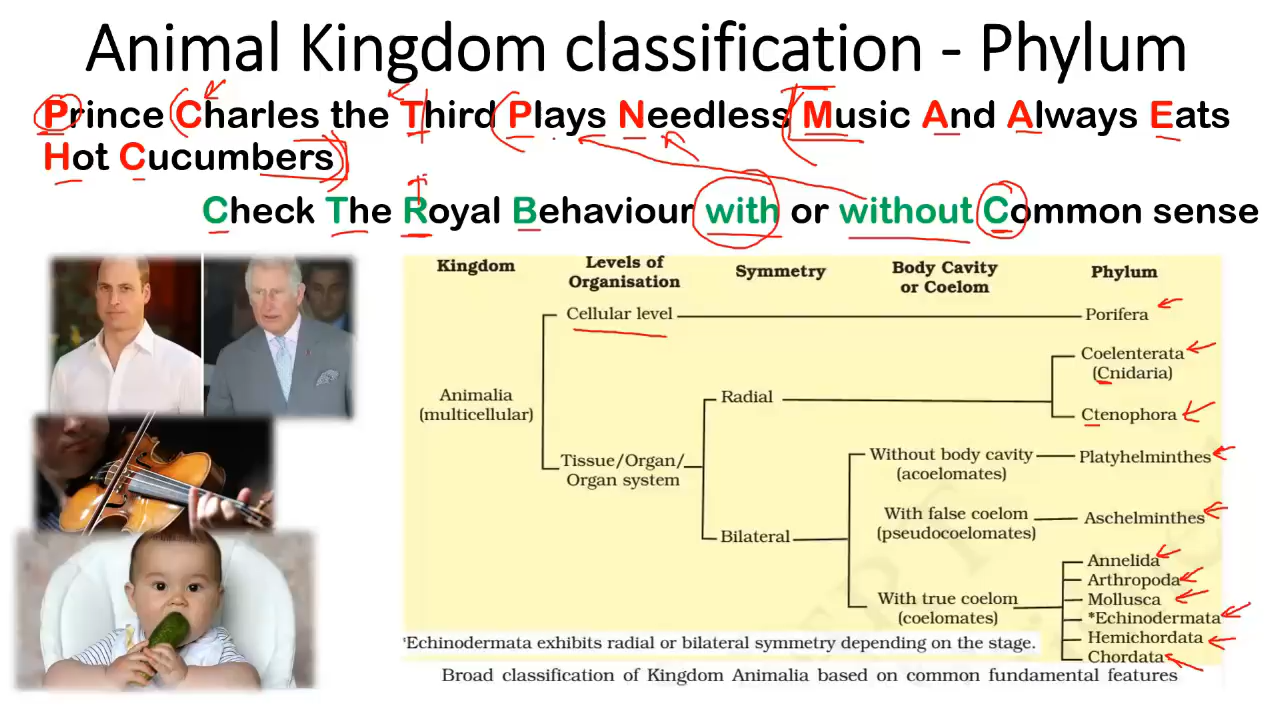 Animal Kingdom classification - Phylum
Prince Charles the Third Plays Needless Music And Always Eats
Hot Cucumbers
Check The Royal Behaviour with or without Common sense
Kingdom
Levels of
Organisation
Symmetry
Body Cavity
or Coelom
Phylum
Cellular level
Porifera
Coelenterata
(Cnidaria)
Animalia
(multicellular)
Radial
Ctenophora
Tissue/Organ/
Organ system
Without body cavity
(acoelomates)
Platyhelminthes
With false coelom
(pseudocoelomates)
Aschelminthes
Bilateral
Annelida
Arthropoda
With true coelom
(coelomates)
Mollusca
*Echinodermata
Hemichordata
Chordata
*Echinodermata exhibits radial or bilateral symmetry depending on the stage.
Broad classification of Kingdom Animalia based on common fundamental features